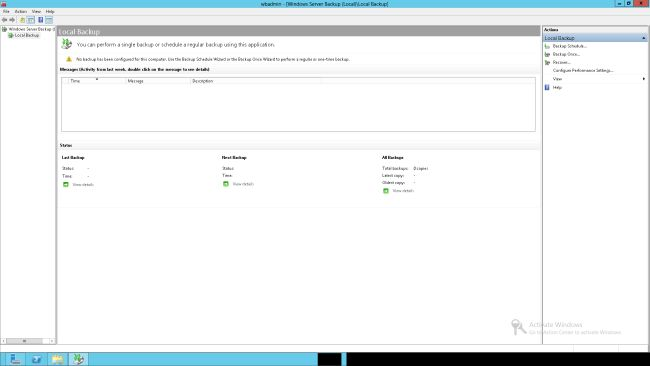 wbadmin - [Windows Server Backup (Local)\Local Backup]
File Action View Help
Windows Server Backup (L
Local Backup
Local Backup
You can perform a single backup or schedule a regular backup using this application.
No backup has been configured for this computer. Use the Backup Schedule Wizard or the Backup Once Wizard to perform a regular or one-time backup.
Messages (Activity from last week, double click on the message to see details)
Time Message Description
Status
Last Backup
Status: -
Time: -
View details
Next Backup
Status: -
Time: -
View details
All Backups
Total backups: 0 copies
Latest copy: -
Oldest copy: -
View details
Actions
Local Backup
Backup Schedule...
Backup Once...
Recover...
Configure Performance Settings...
View
Help
Activate Windows
Go to Action Center to activate Windows.